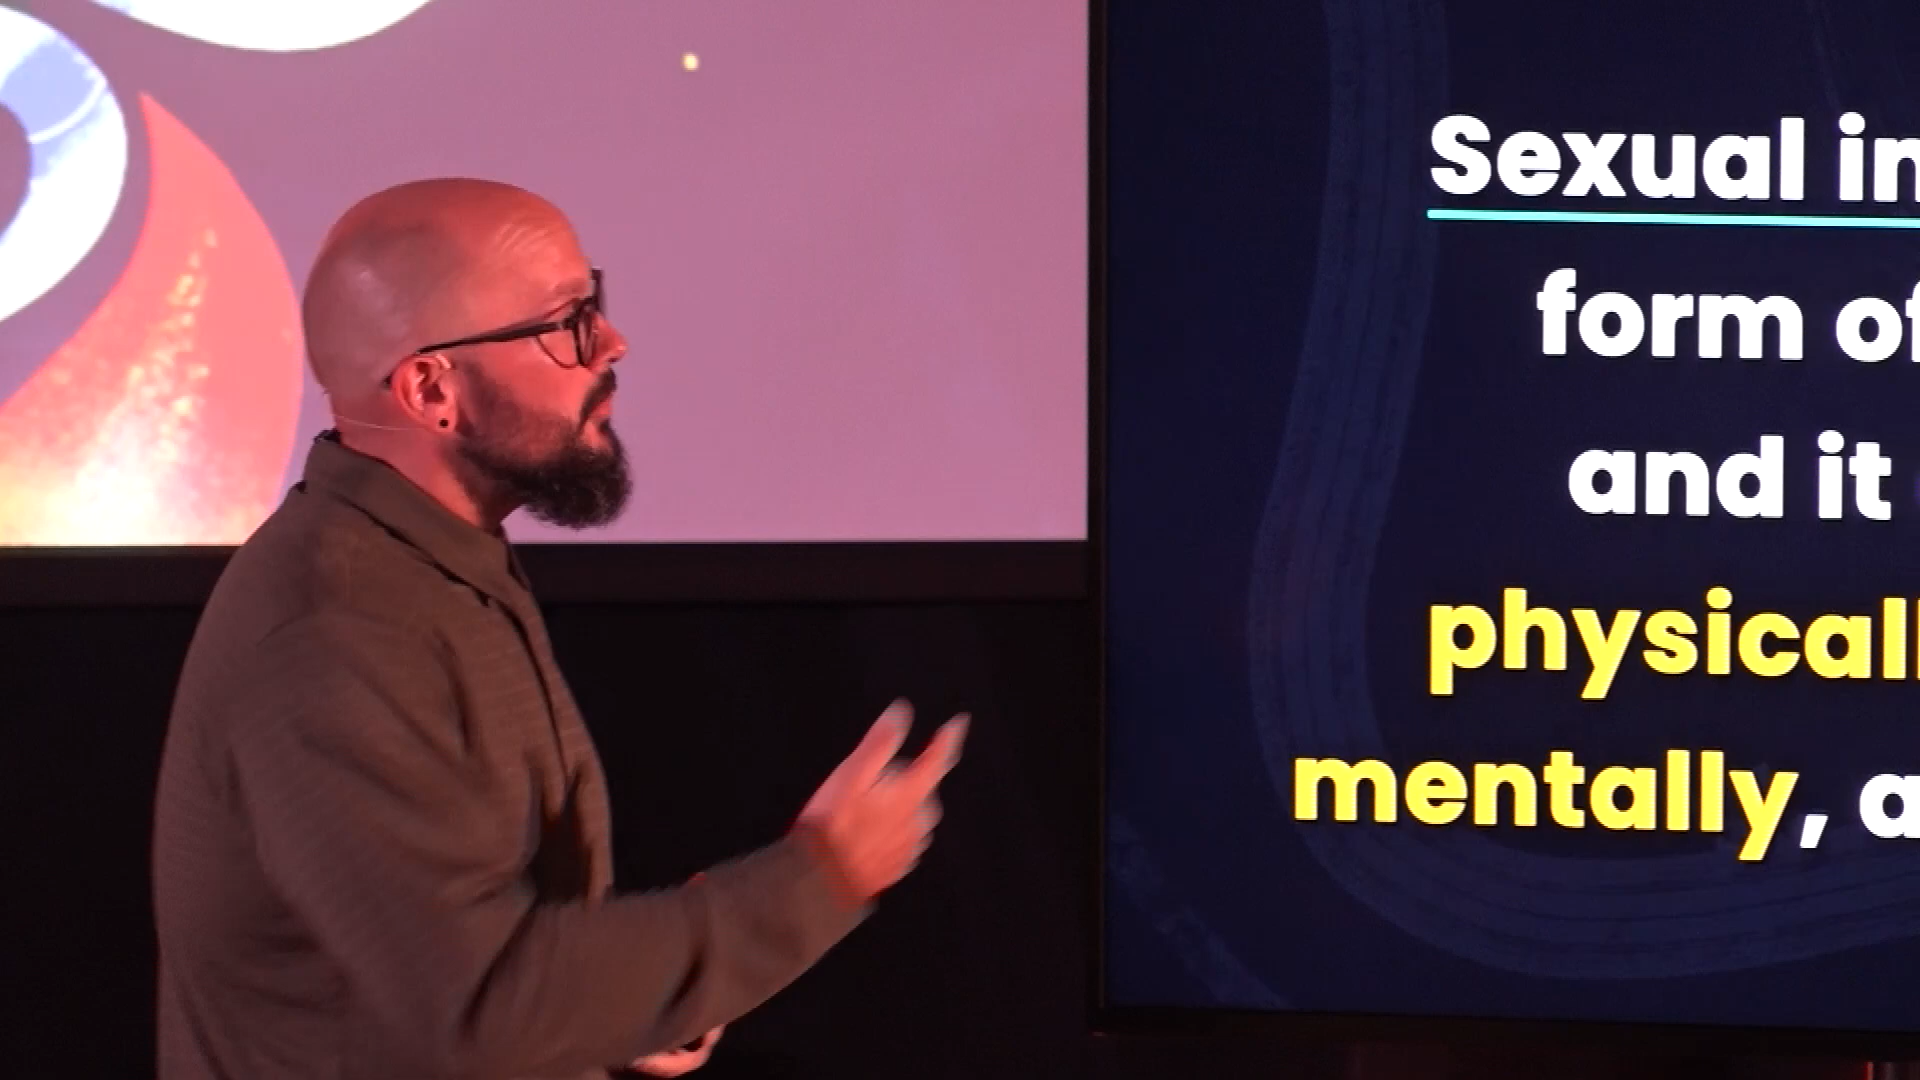 Sexual in
form of
and it
physicall
mentally, a